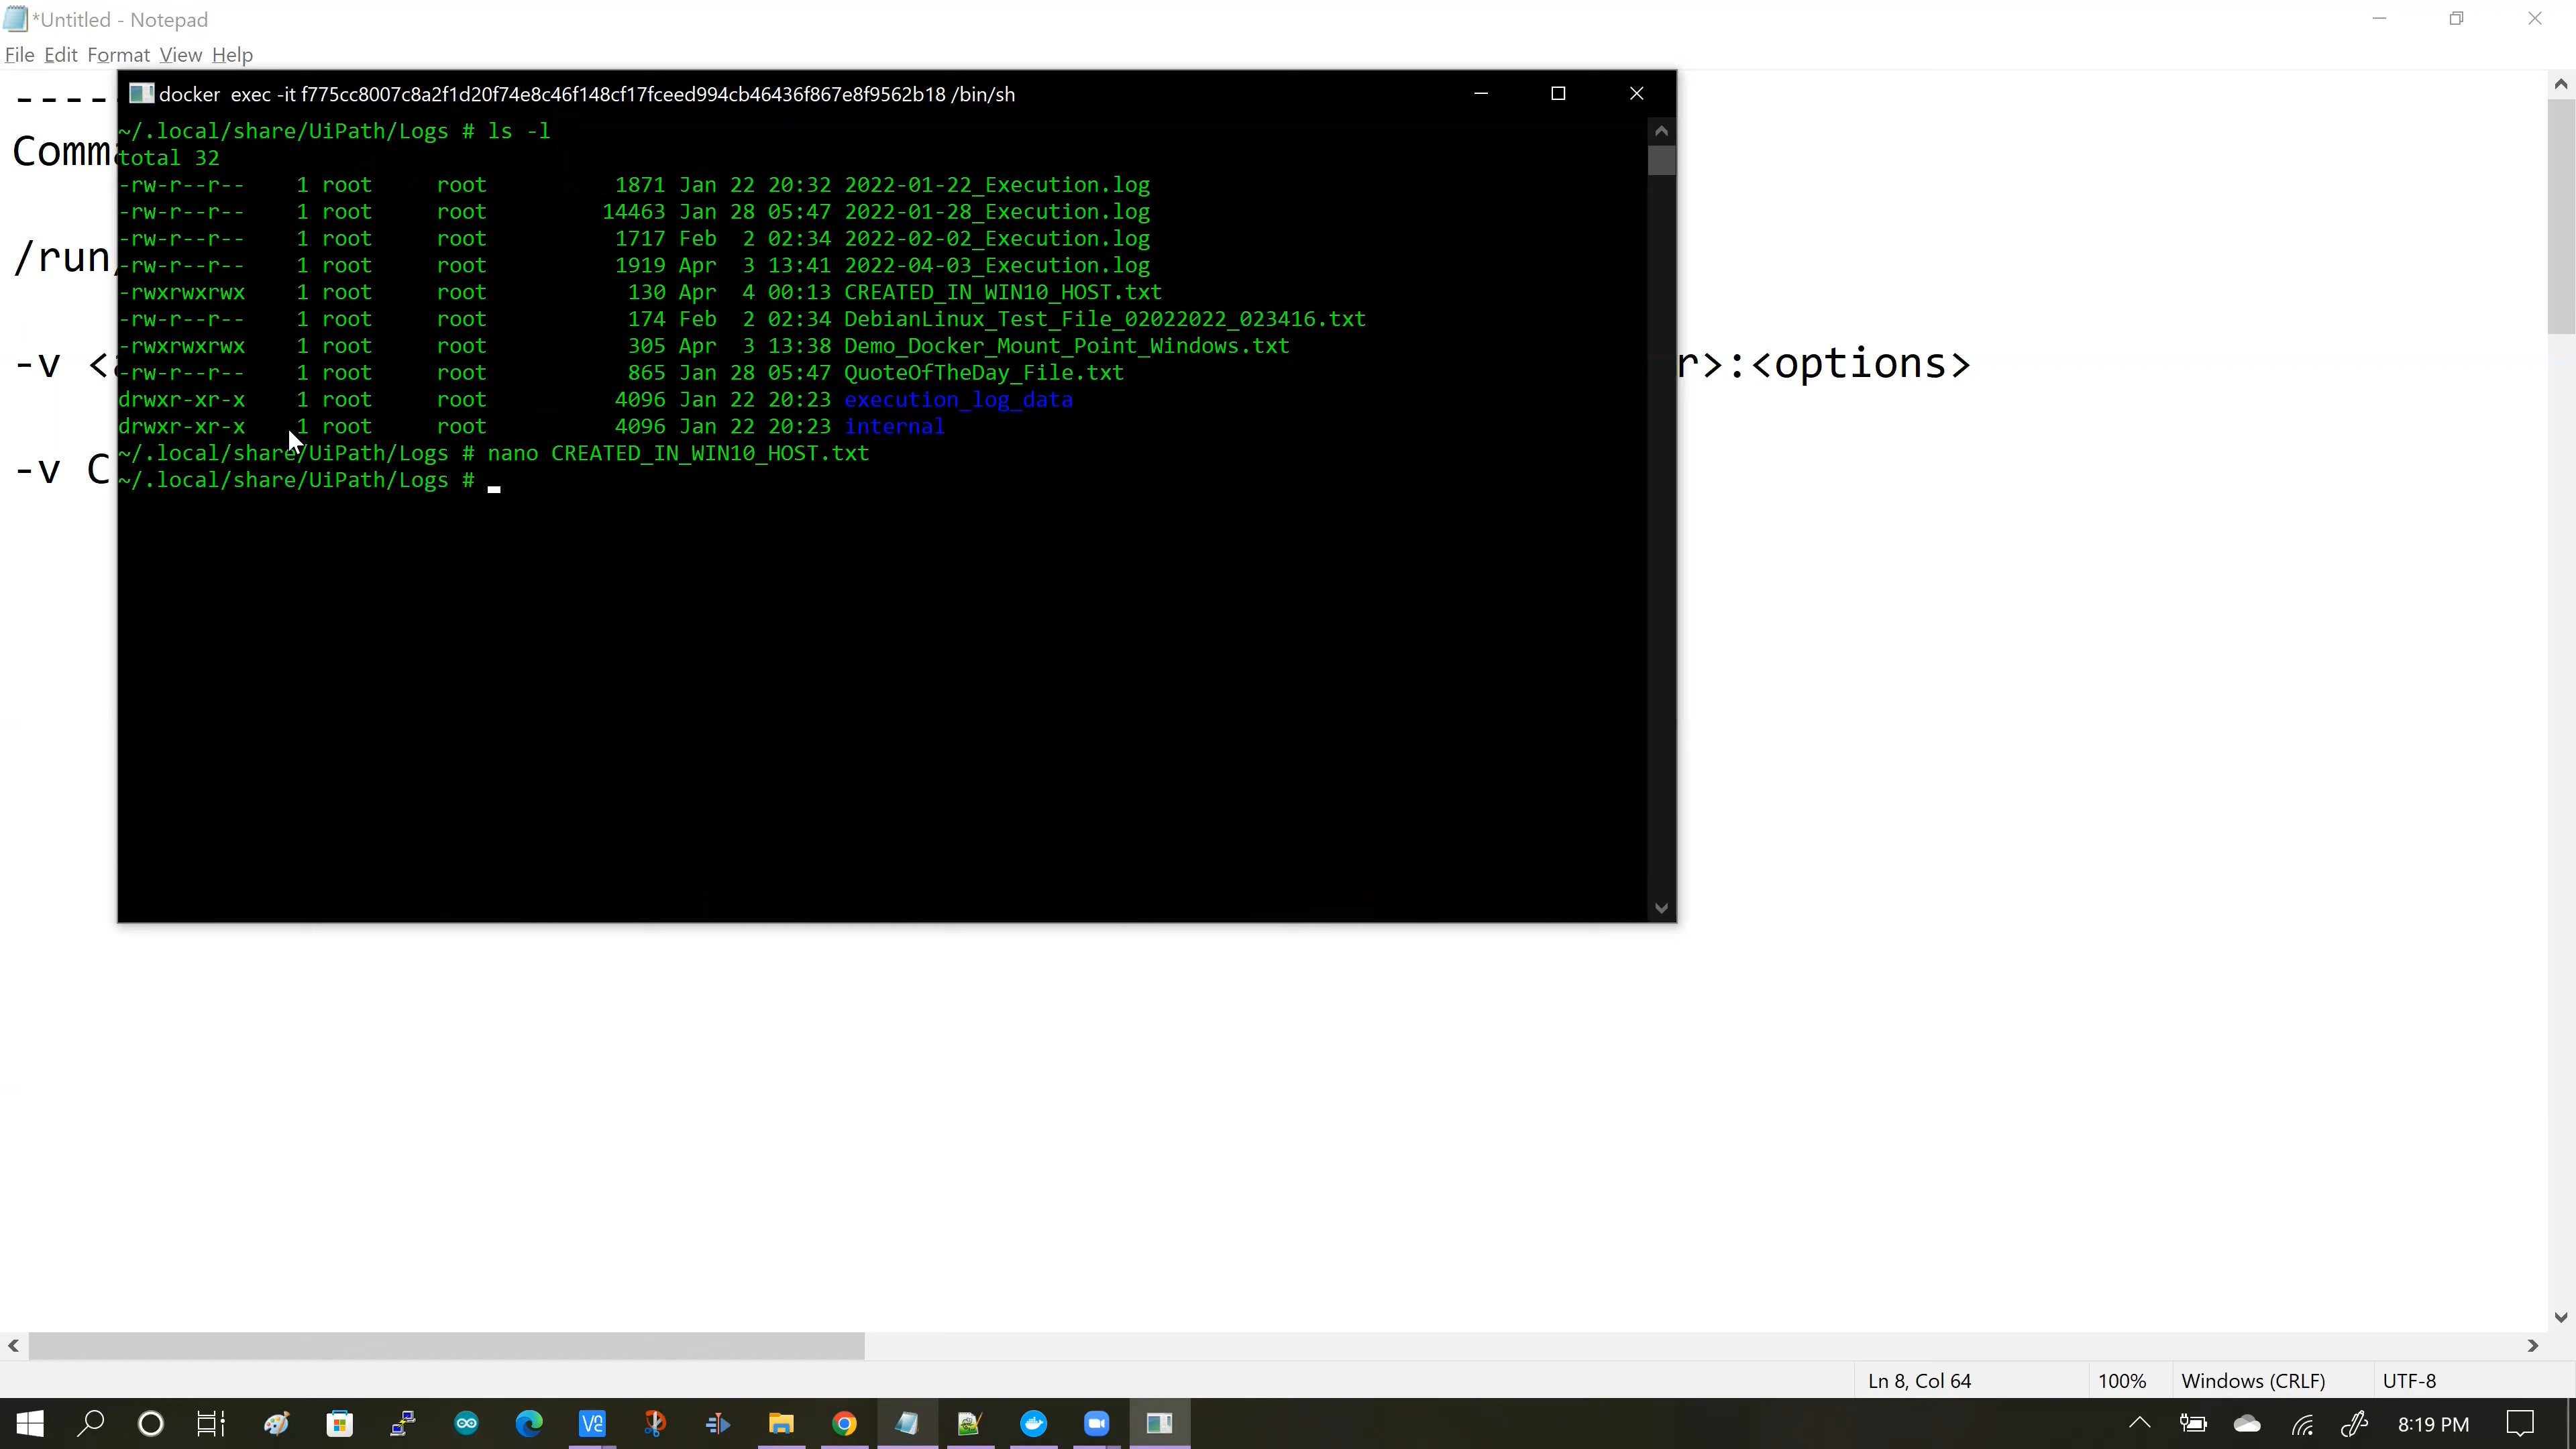 *Untitled - Notepad
File Edit Format View Help
docker exec -it f775cc8007c8a2f1d20f74e8c46f148cf17fceed994cb46436f867e8f9562b18 /bin/sh
~/.local/share/UiPath/Logs # ls -l
total 32
-rw-r--r-- 1 root root 1871 Jan 22 20:32 2022-01-22_Execution.log
-rw-r--r-- 1 root root 14463 Jan 28 05:47 2022-01-28_Execution.log
-rw-r--r-- 1 root root 1717 Feb 2 02:34 2022-02-02_Execution.log
-rw-r--r-- 1 root root 1919 Apr 3 13:41 2022-04-03_Execution.log
-rwxrwxrwx 1 root root 130 Apr 4 00:13 CREATED_IN_WIN10_HOST.txt
-rw-r--r-- 1 root root 174 Feb 2 02:34 DebianLinux_Test_File_02022022_023416.txt
-rwxrwxrwx 1 root root 305 Apr 3 13:38 Demo_Docker_Mount_Point_Windows.txt
-rw-r--r-- 1 root root 865 Jan 28 05:47 QuoteOfTheDay_File.txt
drwxr-xr-x 1 root root 4096 Jan 22 20:23 execution_log_data
drwxr-xr-x 1 root root 4096 Jan 22 20:23 internal
~/.local/share/UiPath/Logs # nano CREATED_IN_WIN10_HOST.txt
~/.local/share/UiPath/Logs #
-----
Comm
/run
-v < r>:<options>
-v C
Ln 8, Col 64 100% Windows (CRLF) UTF-8
8:19 PM